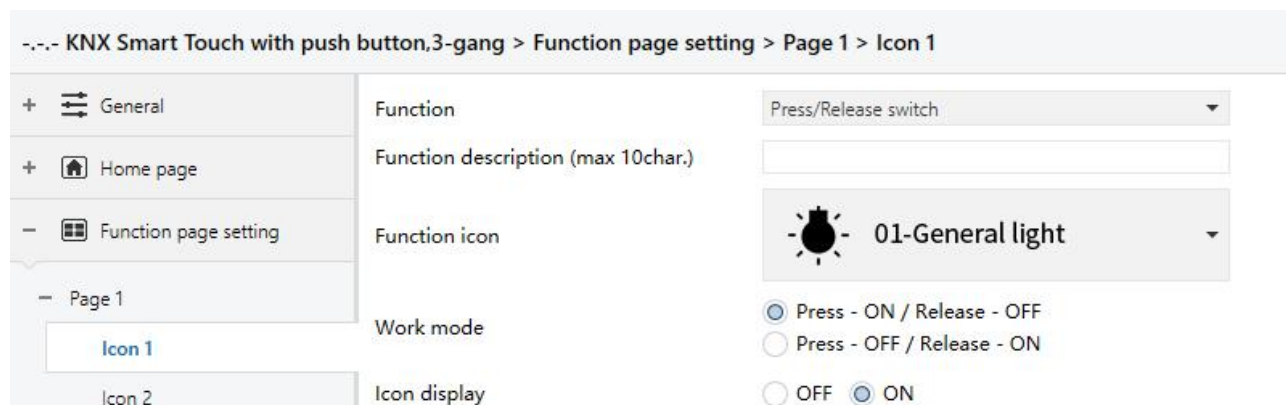 -.-.- KNX Smart Touch with push button,3-gang > Function page setting > Page 1 > Icon 1
+ General
+ Home page
- Function page setting
- Page 1
Icon 1
Icon 2
Function
Press/Release switch
Function description (max 10char.)
Function icon
01-General light
Work mode
Press - ON / Release - OFF
Press - OFF / Release - ON
Icon display
OFF ON